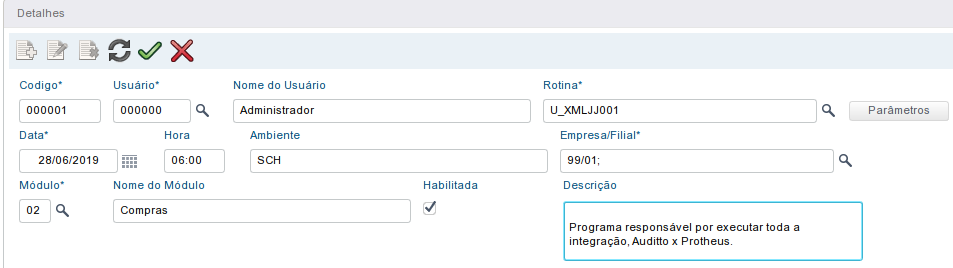 Detalhes
Codigo* Usuário* Nome do Usuário Rotina*
000001 000000 Administrador U_XMLJJ001 Parâmetros
Data* Hora Ambiente Empresa/Filial*
28/06/2019 06:00 SCH 99/01;
Módulo* Nome do Módulo Habilitada Descrição
02 Compras
Programa responsável por executar toda a
integração, Auditto x Protheus.